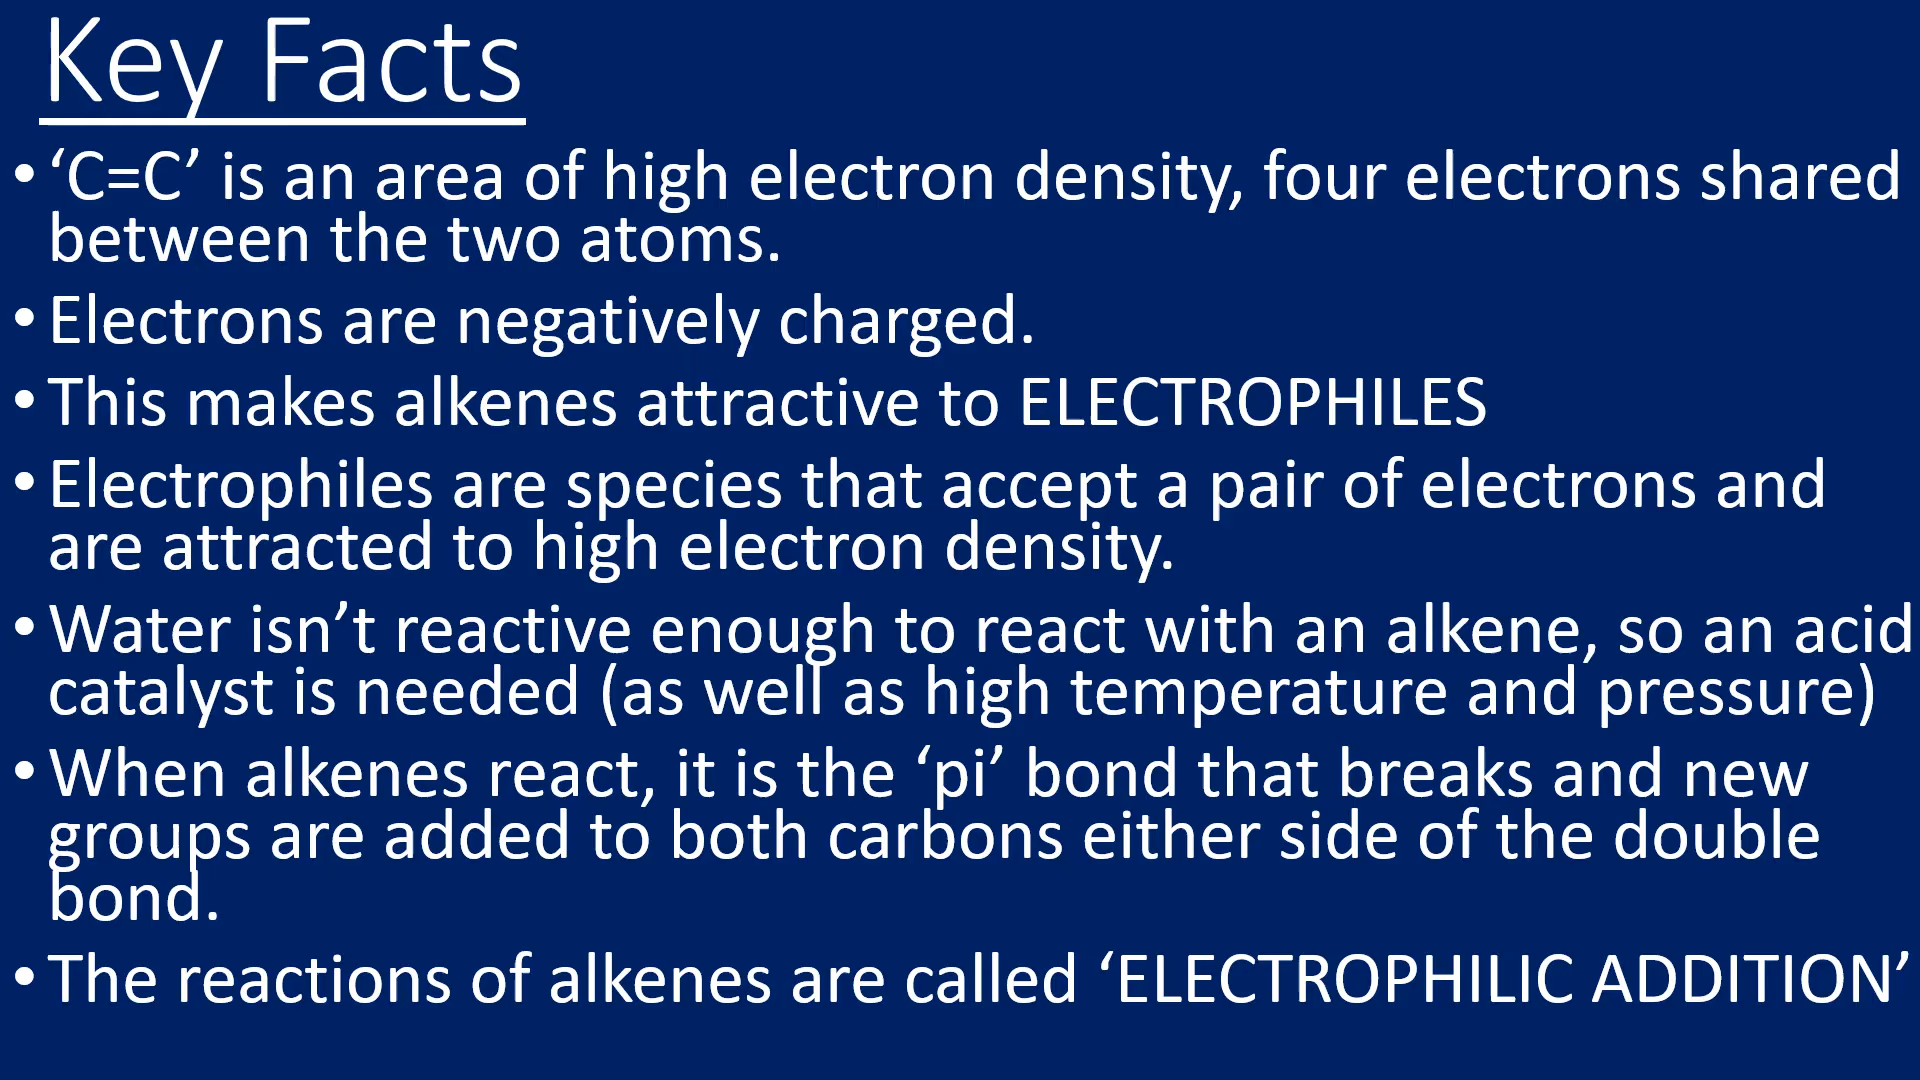 Key Facts
• ‘C=C’ is an area of high electron density, four electrons shared
between the two atoms.
• Electrons are negatively charged.
• This makes alkenes attractive to ELECTROPHILES
• Electrophiles are species that accept a pair of electrons and
are attracted to high electron density.
• Water isn’t reactive enough to react with an alkene, so an acid
catalyst is needed (as well as high temperature and pressure)
• When alkenes react, it is the ‘pi’ bond that breaks and new
groups are added to both carbons either side of the double
bond.
• The reactions of alkenes are called ‘ELECTROPHILIC ADDITION’